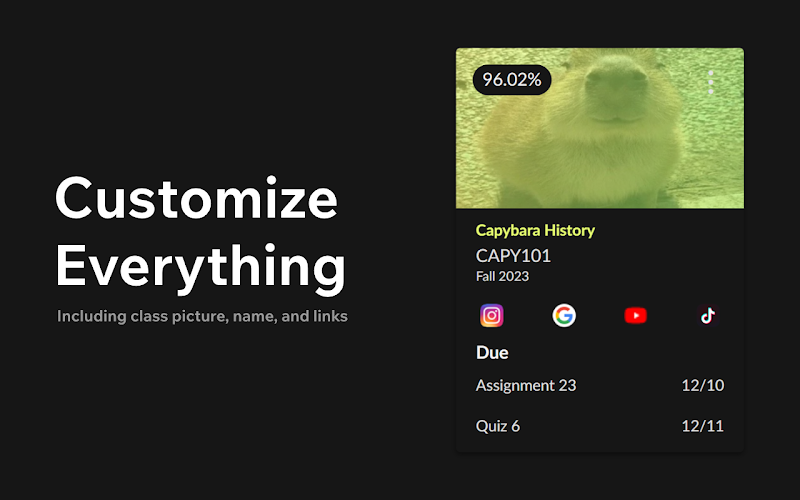 Customize
Everything
Including class picture, name, and links
96.02%
Capybara History
CAPY101
Fall 2023
Due
Assignment 23 12/10
Quiz 6 12/11